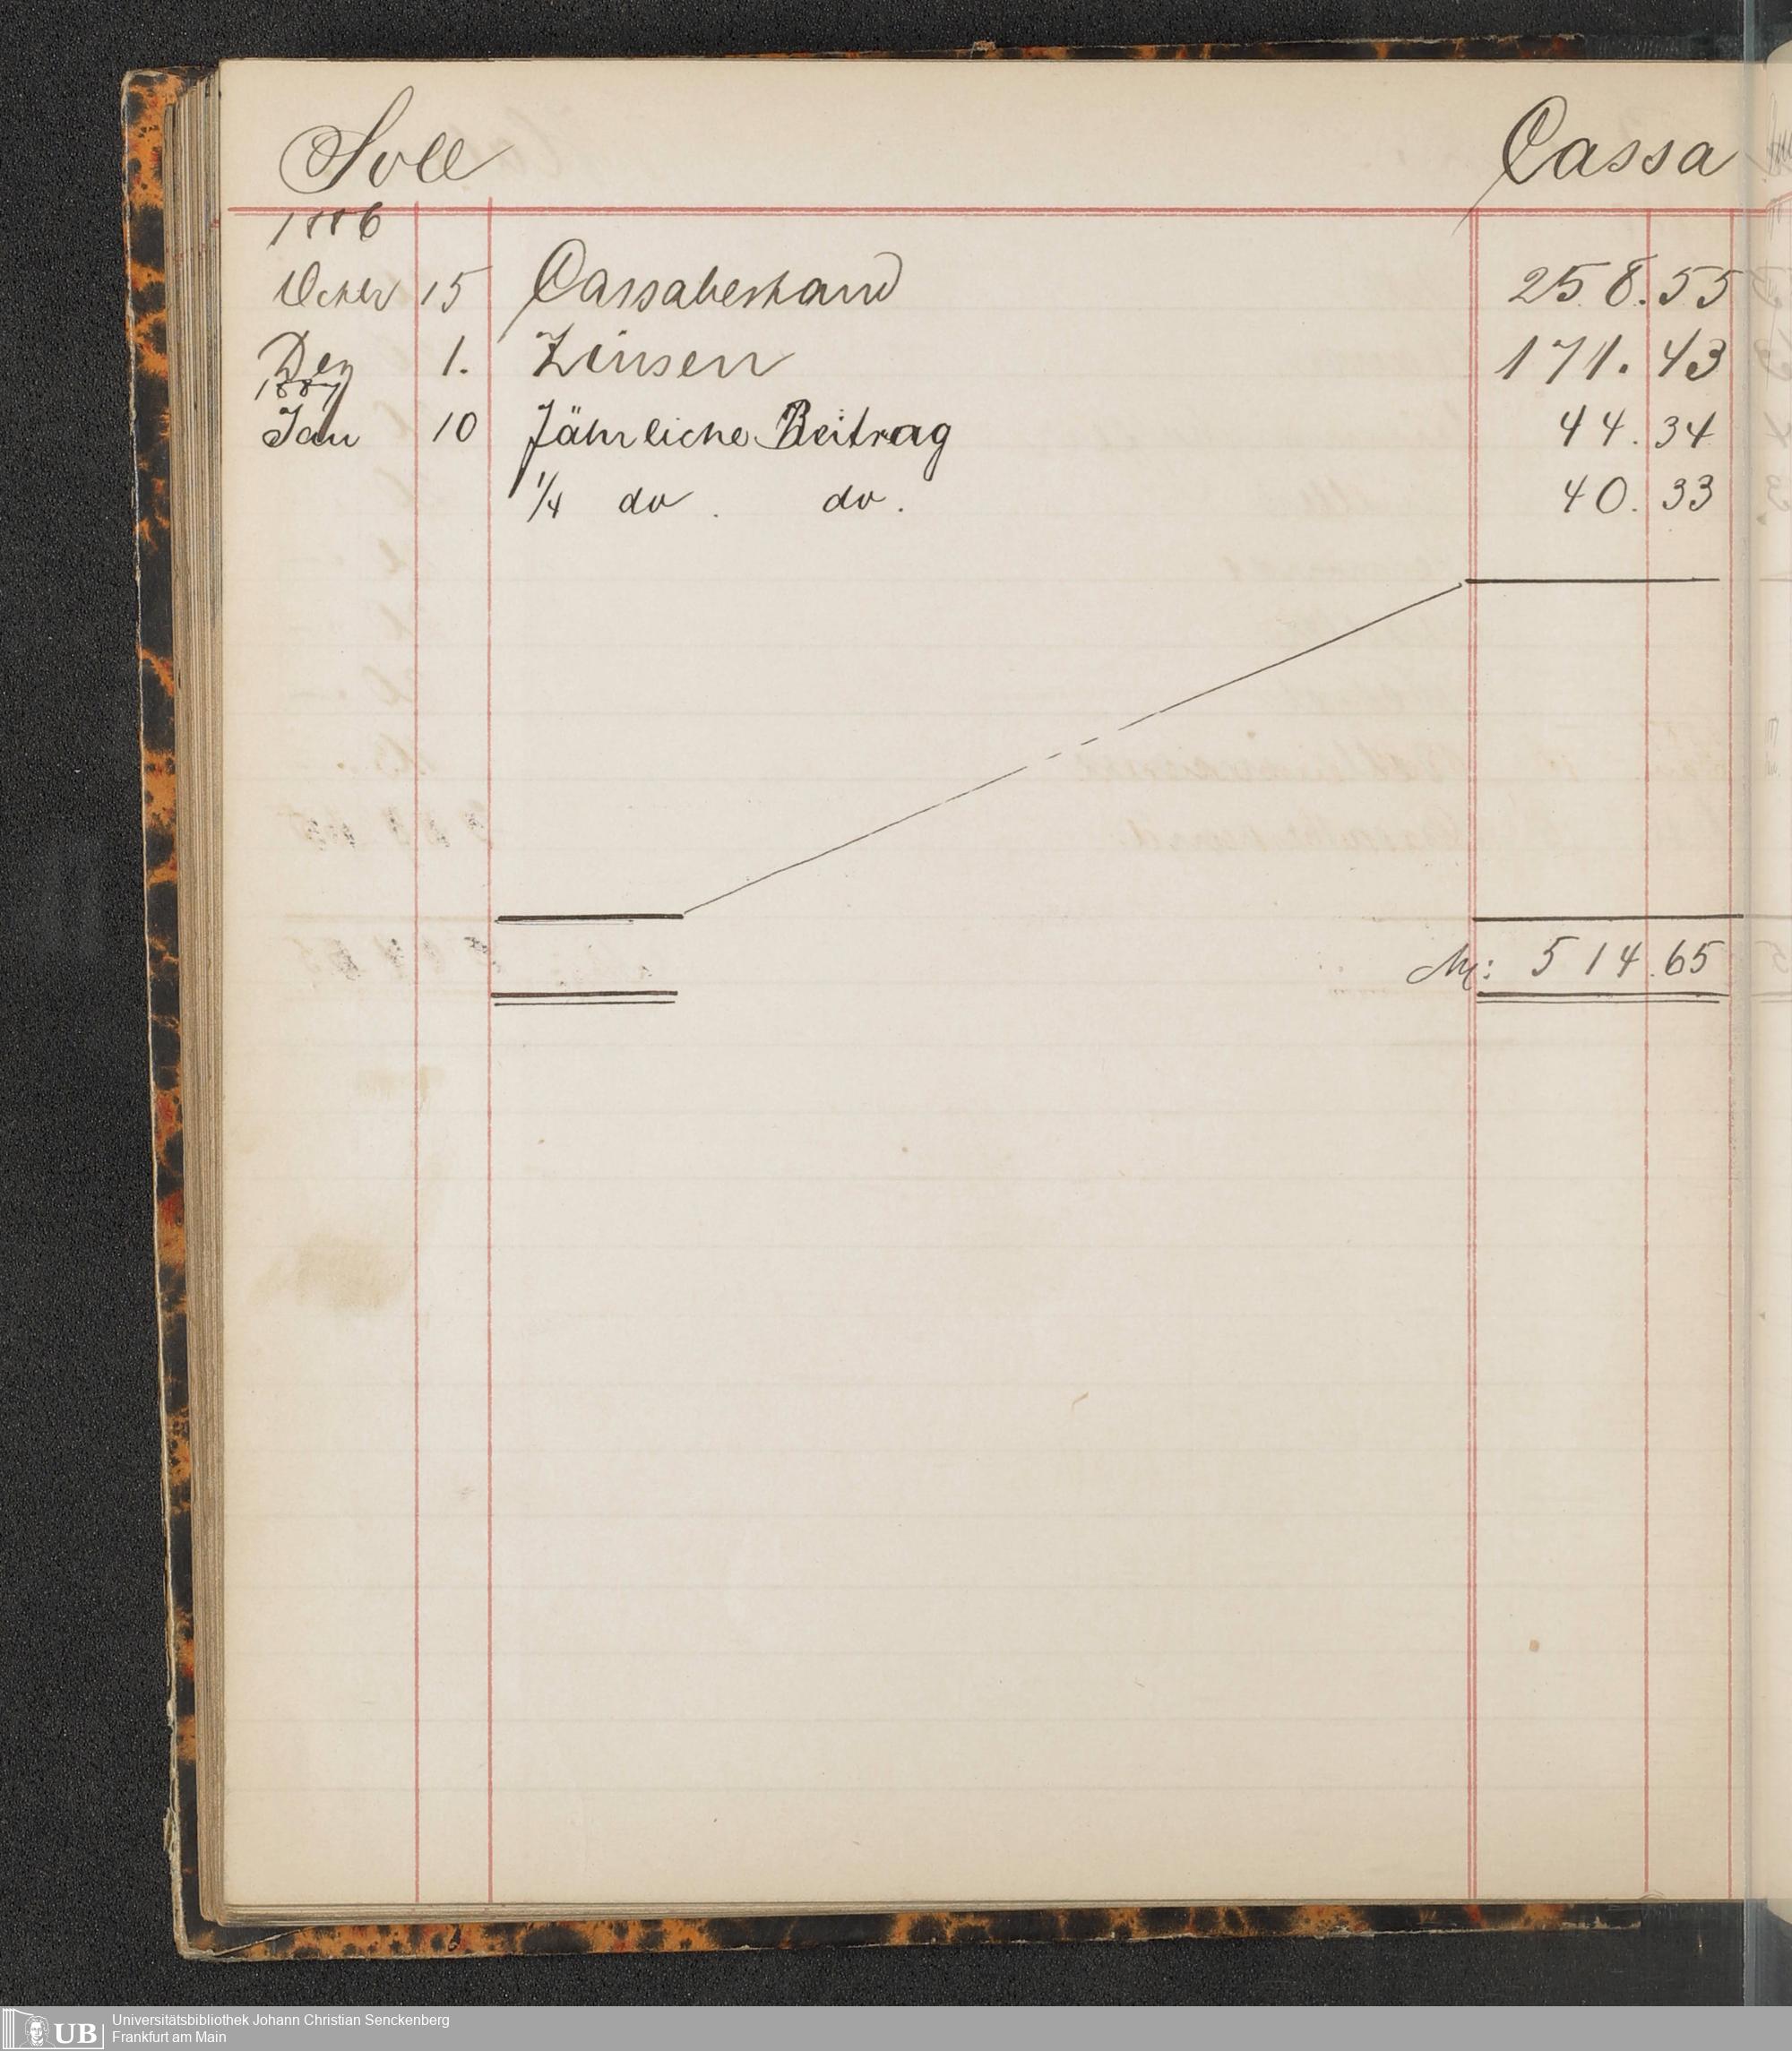 Soll Cassa
1886
Octbr 15 Cassabestand 258.55
Dez 1. Zinsen 171.43
1887
Jan 10 Jährliche Beitrag 44.34
1/4 do. do. 40.33
M: 514.65
UB Universitätsbibliothek Johann Christian Senckenberg
Frankfurt am Main